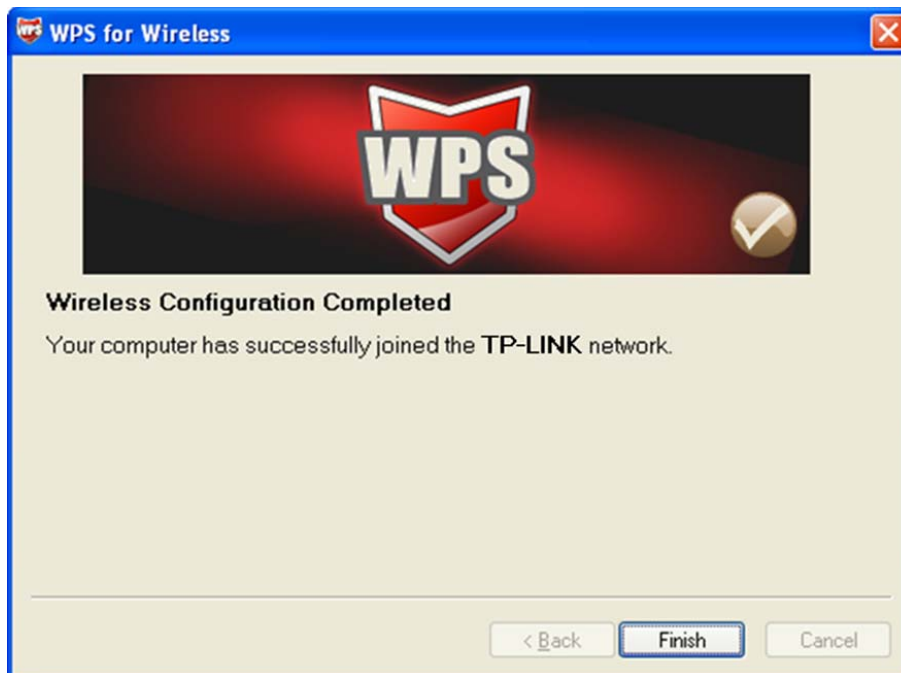 WPS WPS for Wireless
WPS
Wireless Configuration Completed
Your computer has successfully joined the TP-LINK network.
< Back Finish Cancel